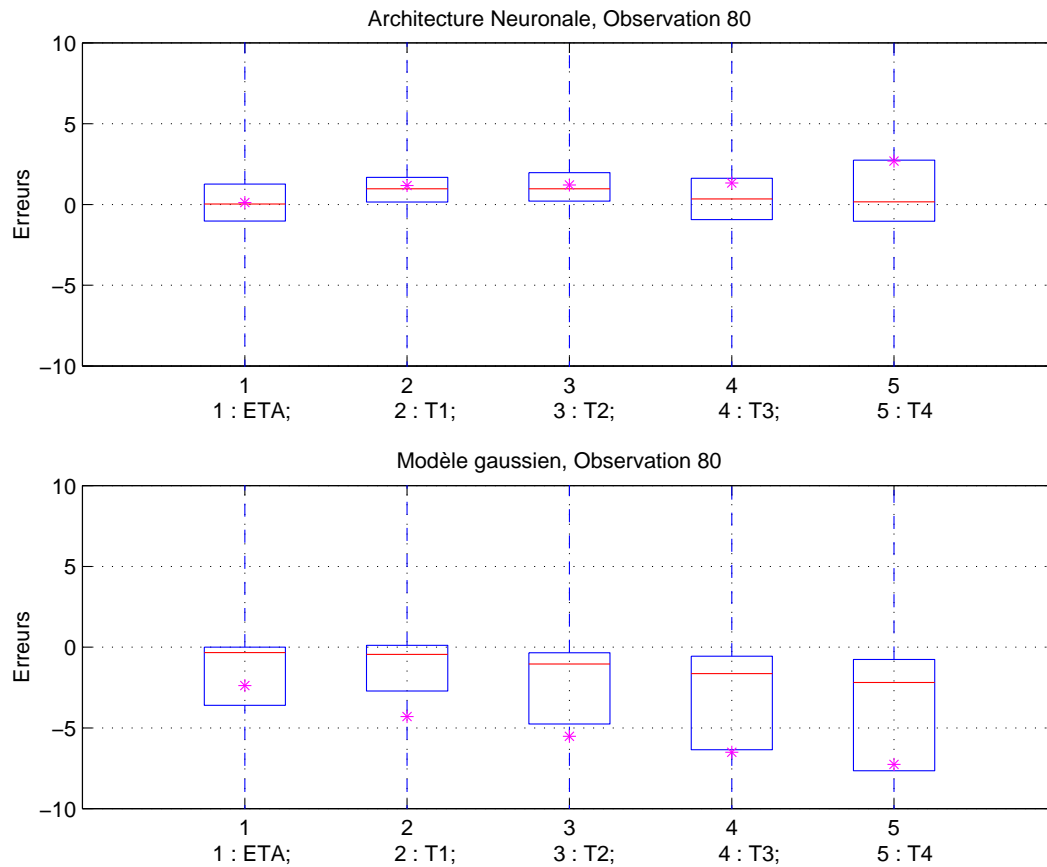 Architecture Neuronale, Observation 80
10
5
0
−5
−10
Erreurs
1 2 3 4 5
1 : ETA; 2 : T1; 3 : T2; 4 : T3; 5 : T4
Modèle gaussien, Observation 80
10
5
0
−5
−10
Erreurs
1 2 3 4 5
1 : ETA; 2 : T1; 3 : T2; 4 : T3; 5 : T4